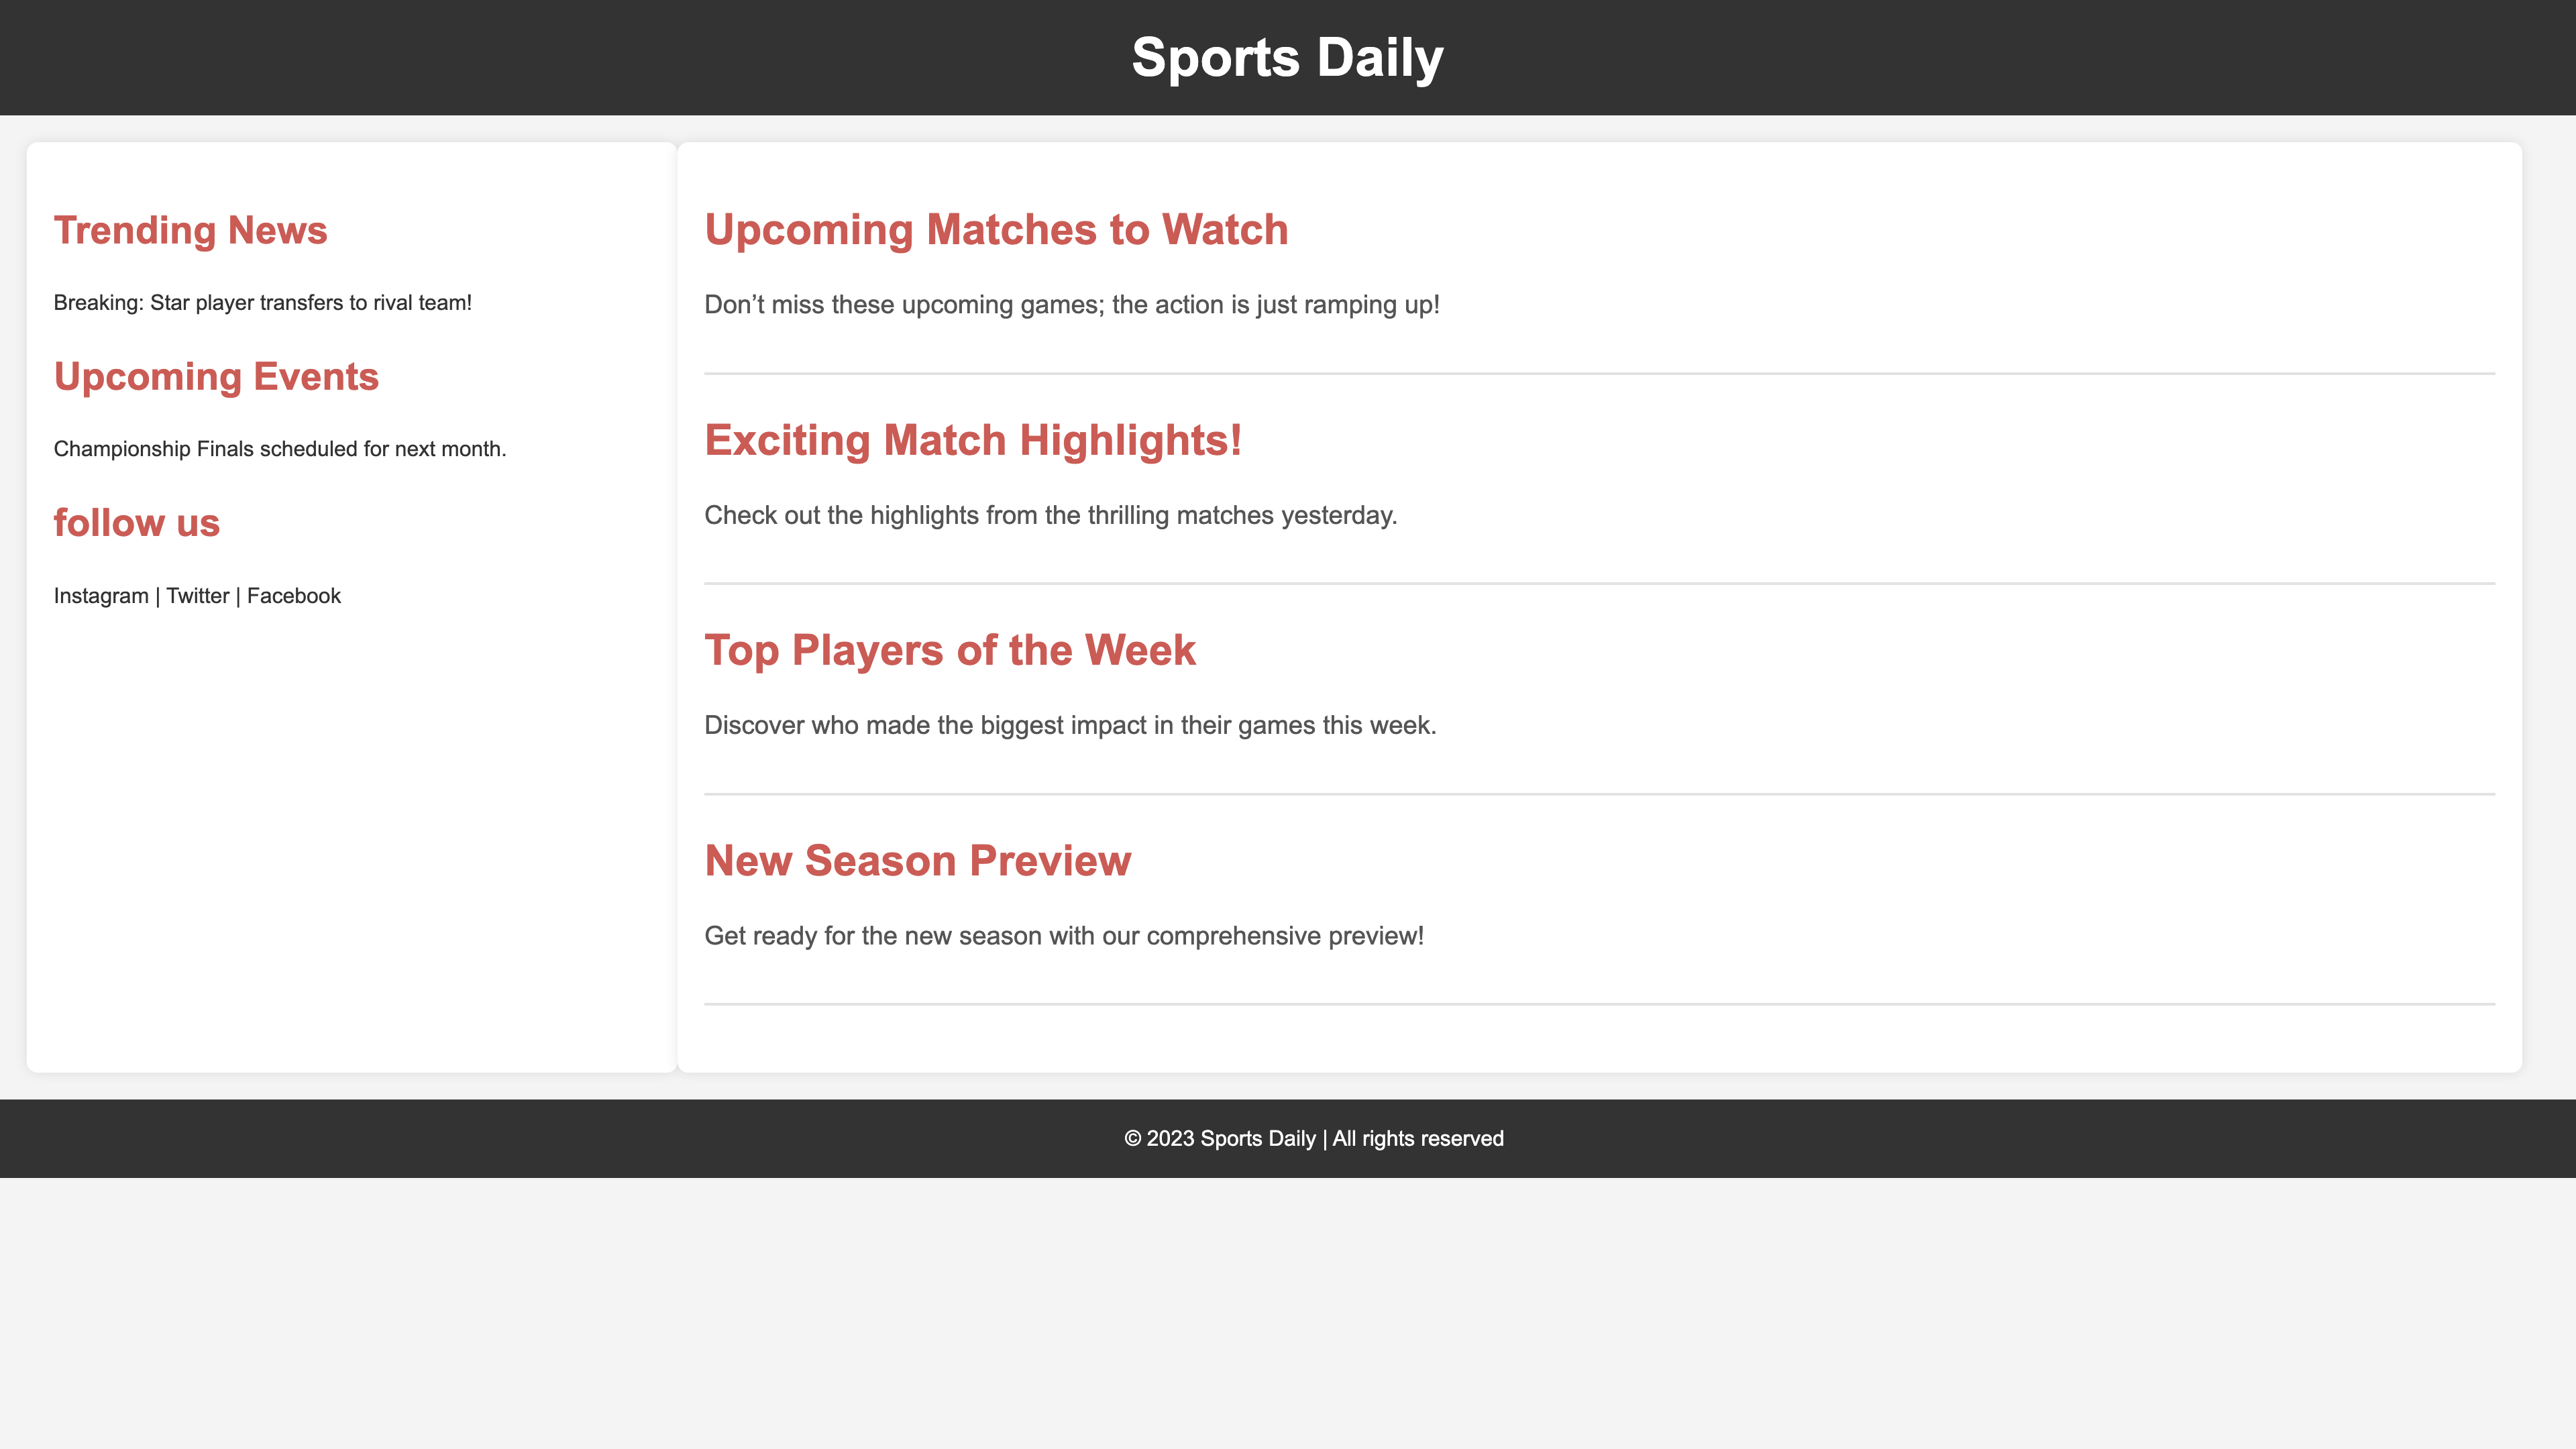 Sports Daily
Trending News
Breaking: Star player transfers to rival team!
Upcoming Events
Championship Finals scheduled for next month.
follow us
Instagram | Twitter | Facebook
Upcoming Matches to Watch
Don’t miss these upcoming games; the action is just ramping up!
Exciting Match Highlights!
Check out the highlights from the thrilling matches yesterday.
Top Players of the Week
Discover who made the biggest impact in their games this week.
New Season Preview
Get ready for the new season with our comprehensive preview!
© 2023 Sports Daily | All rights reserved